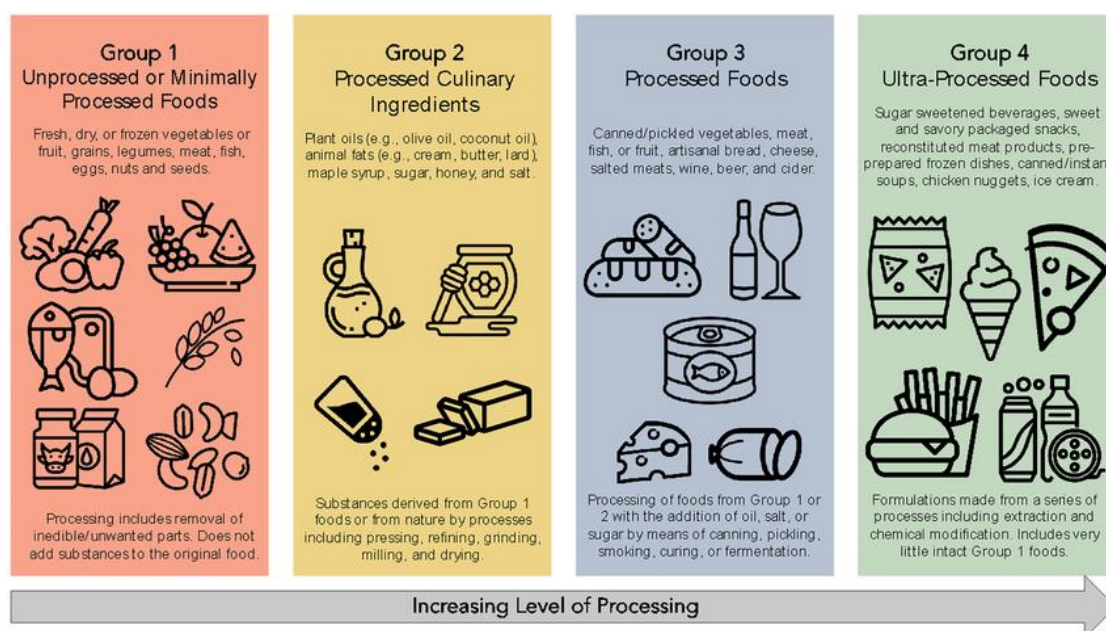 Group 1
Unprocessed or Minimally
Processed Foods
Fresh, dry, or frozen vegetables or
fruit, grains, legumes, meat, fish,
eggs, nuts and seeds.
Processing includes removal of
inedible/unwanted parts. Does not
add substances to the original food.
Group 2
Processed Culinary
Ingredients
Plant oils (e.g., olive oil, coconut oil),
animal fats (e.g., cream, butter, lard),
maple syrup, sugar, honey, and salt.
Substances derived from Group 1
foods or from nature by processes
including pressing, refining, grinding,
milling, and drying.
Group 3
Processed Foods
Canned/pickled vegetables, meat,
fish, or fruit, artisanal bread, cheese,
salted meats, wine, beer, and cider.
Processing of foods from Group 1 or
2 with the addition of oil, salt, or
sugar by means of canning, pickling,
smoking, curing, or fermentation.
Group 4
Ultra-Processed Foods
Sugar sweetened beverages, sweet
and savory packaged snacks,
reconstituted meat products, pre-
prepared frozen dishes, canned/instan
soups, chicken nuggets, ice cream.
Formulations made from a series of
processes including extraction and
chemical modification. Includes very
little intact Group 1 foods.
Increasing Level of Processing